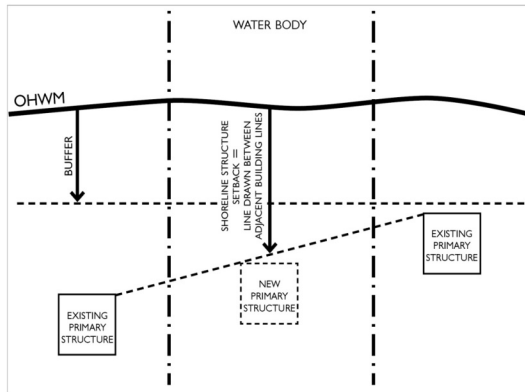 WATER BODY
OHWM
BUFFER
SHORELINE STRUCTURE
SETBACK =
LINE DRAWN BETWEEN
ADJACENT BUILDING LINES
EXISTING
PRIMARY
STRUCTURE
NEW
PRIMARY
STRUCTURE
EXISTING
PRIMARY
STRUCTURE